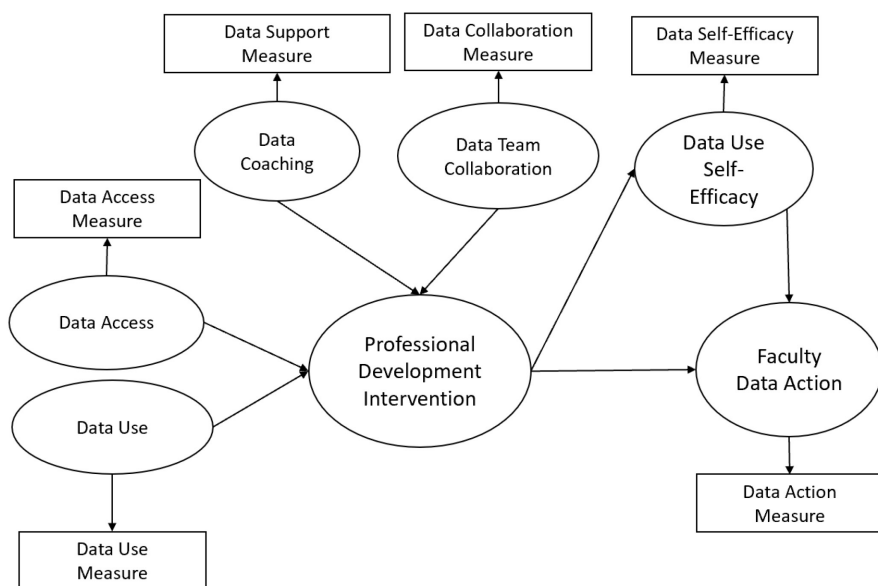 Data Support
Measure
Data Collaboration
Measure
Data Self-Efficacy
Measure
Data
Coaching
Data Team
Collaboration
Data Use
Self-
Efficacy
Data Access
Measure
Data Access
Professional
Development
Intervention
Faculty
Data Action
Data Use
Data Action
Measure
Data Use
Measure